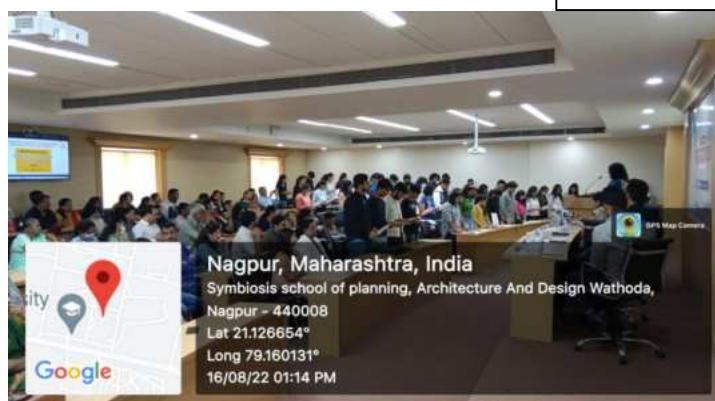 GPS Map Camera
Nagpur, Maharashtra, India
Symbiosis school of planning, Architecture And Design Wathoda,
Nagpur - 440008
Lat 21.126654°
Long 79.160131°
16/08/22 01:14 PM
sity
Google